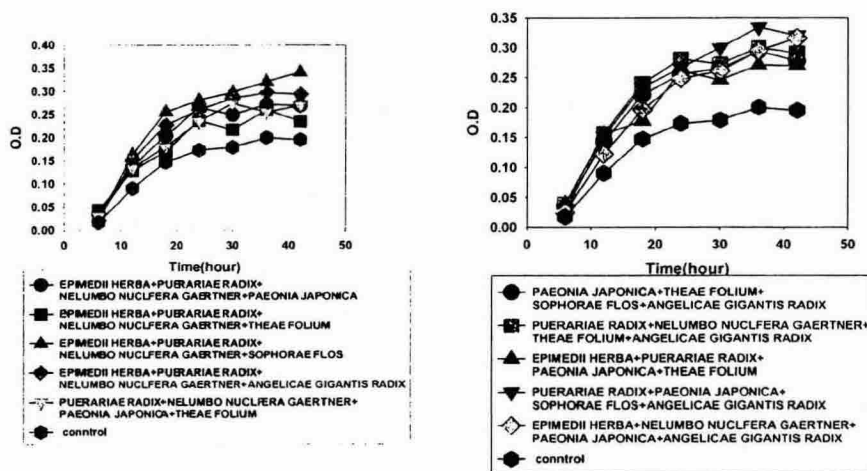 0.40
0.35
0.30
0.25
0.20
0.15
0.10
0.05
0.00
O.D
0 10 20 30 40 50
Time(hour)
EPIMEDII HERBA+PUERARIAE RADIX+
NELUMBO NUCLFERA GAERTNER+PAEONIA JAPONICA
EPIMEDII HERBA+PUERARIAE RADIX+
NELUMBO NUCLFERA GAERTNER+THEAE FOLIUM
EPIMEDII HERBA+PUERARIAE RADIX+
NELUMBO NUCLFERA GAERTNER+SOPHORAE FLOS
EPIMEDII HERBA+PUERARIAE RADIX+
NELUMBO NUCLFERA GAERTNER+ANGELICAE GIGANTIS RADIX
PUERARIAE RADIX+NELUMBO NUCLFERA GAERTNER+
PAEONIA JAPONICA+THEAE FOLIUM
conntrol
0.35
0.30
0.25
0.20
0.15
0.10
0.05
0.00
O.D
0 10 20 30 40 50
Time(hour)
PAEONIA JAPONICA+THEAE FOLIUM+
SOPHORAE FLOS+ANGELICAE GIGANTIS RADIX
PUERARIAE RADIX+NELUMBO NUCLFERA GAERTNER+
THEAE FOLIUM+ANGELICAE GIGANTIS RADIX
EPIMEDII HERBA+PUERARIAE RADIX+
PAEONIA JAPONICA+THEAE FOLIUM
PUERARIAE RADIX+PAEONIA JAPONICA+
SOPHORAE FLOS+ANGELICAE GIGANTIS RADIX
EPIMEDII HERBA+NELUMBO NUCLFERA GAERTNER+
PAEONIA JAPONICA+ANGELICAE GIGANTIS RADIX
conntrol